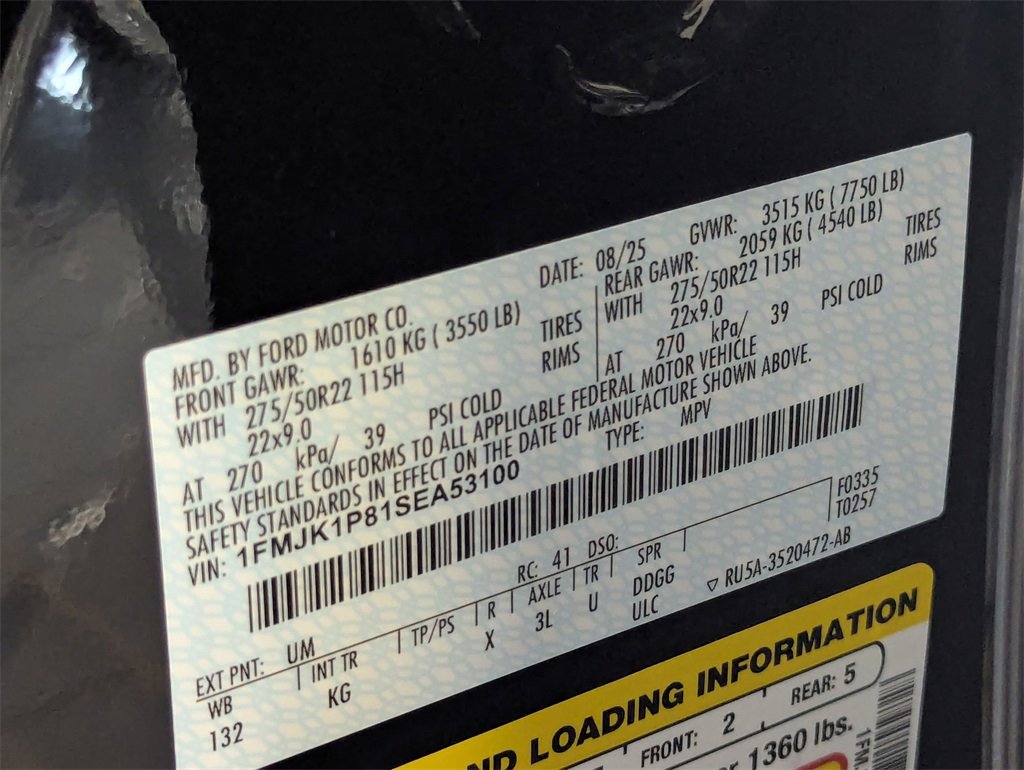 MFD. BY FORD MOTOR CO.
DATE: 08/25 GVWR: 3515 KG ( 7750 LB)
FRONT GAWR: 1610 KG ( 3550 LB)
WITH 275/50R22 115H TIRES
22x9.0 RIMS
AT 270 kPa/ 39 PSI COLD
REAR GAWR: 2059 KG ( 4540 LB)
WITH 275/50R22 115H TIRES
22x9.0 RIMS
AT 270 kPa/ 39 PSI COLD
THIS VEHICLE CONFORMS TO ALL APPLICABLE FEDERAL MOTOR VEHICLE
SAFETY STANDARDS IN EFFECT ON THE DATE OF MANUFACTURE SHOWN ABOVE.
VIN: 1FMJK1P81SEA53100 TYPE: MPV
F0335
T0257
EXT PNT: UM RC: 41 DSO:
WB INT TR TP/PS R AXLE TR SPR
132 KG X 3L U DDGG
ULC ▽ RU5A-3520472-AB
LOADING INFORMATION
FRONT: 2 REAR: 5
1360 lbs.